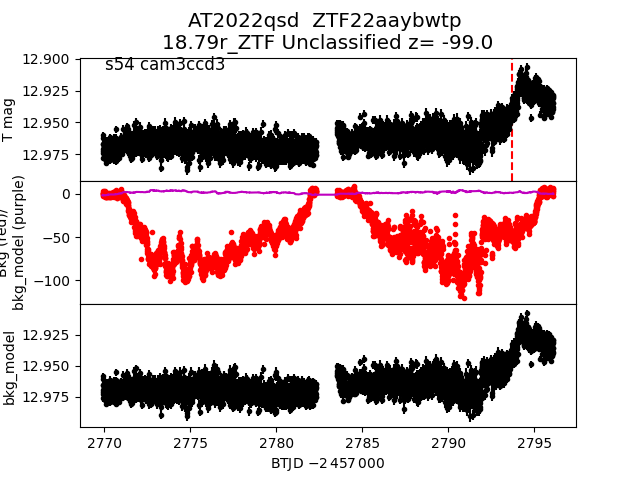 AT2022qsd  ZTF22aaybwtp
18.79r_ZTF Unclassified z= -99.0
s54 cam3ccd3
12.900
12.925
12.950
12.975
T mag
0
−50
−100
Bkg (red)/
bkg_model (purple)
12.925
12.950
12.975
bkg_model
2770 2775 2780 2785 2790 2795
BTJD −2 457 000